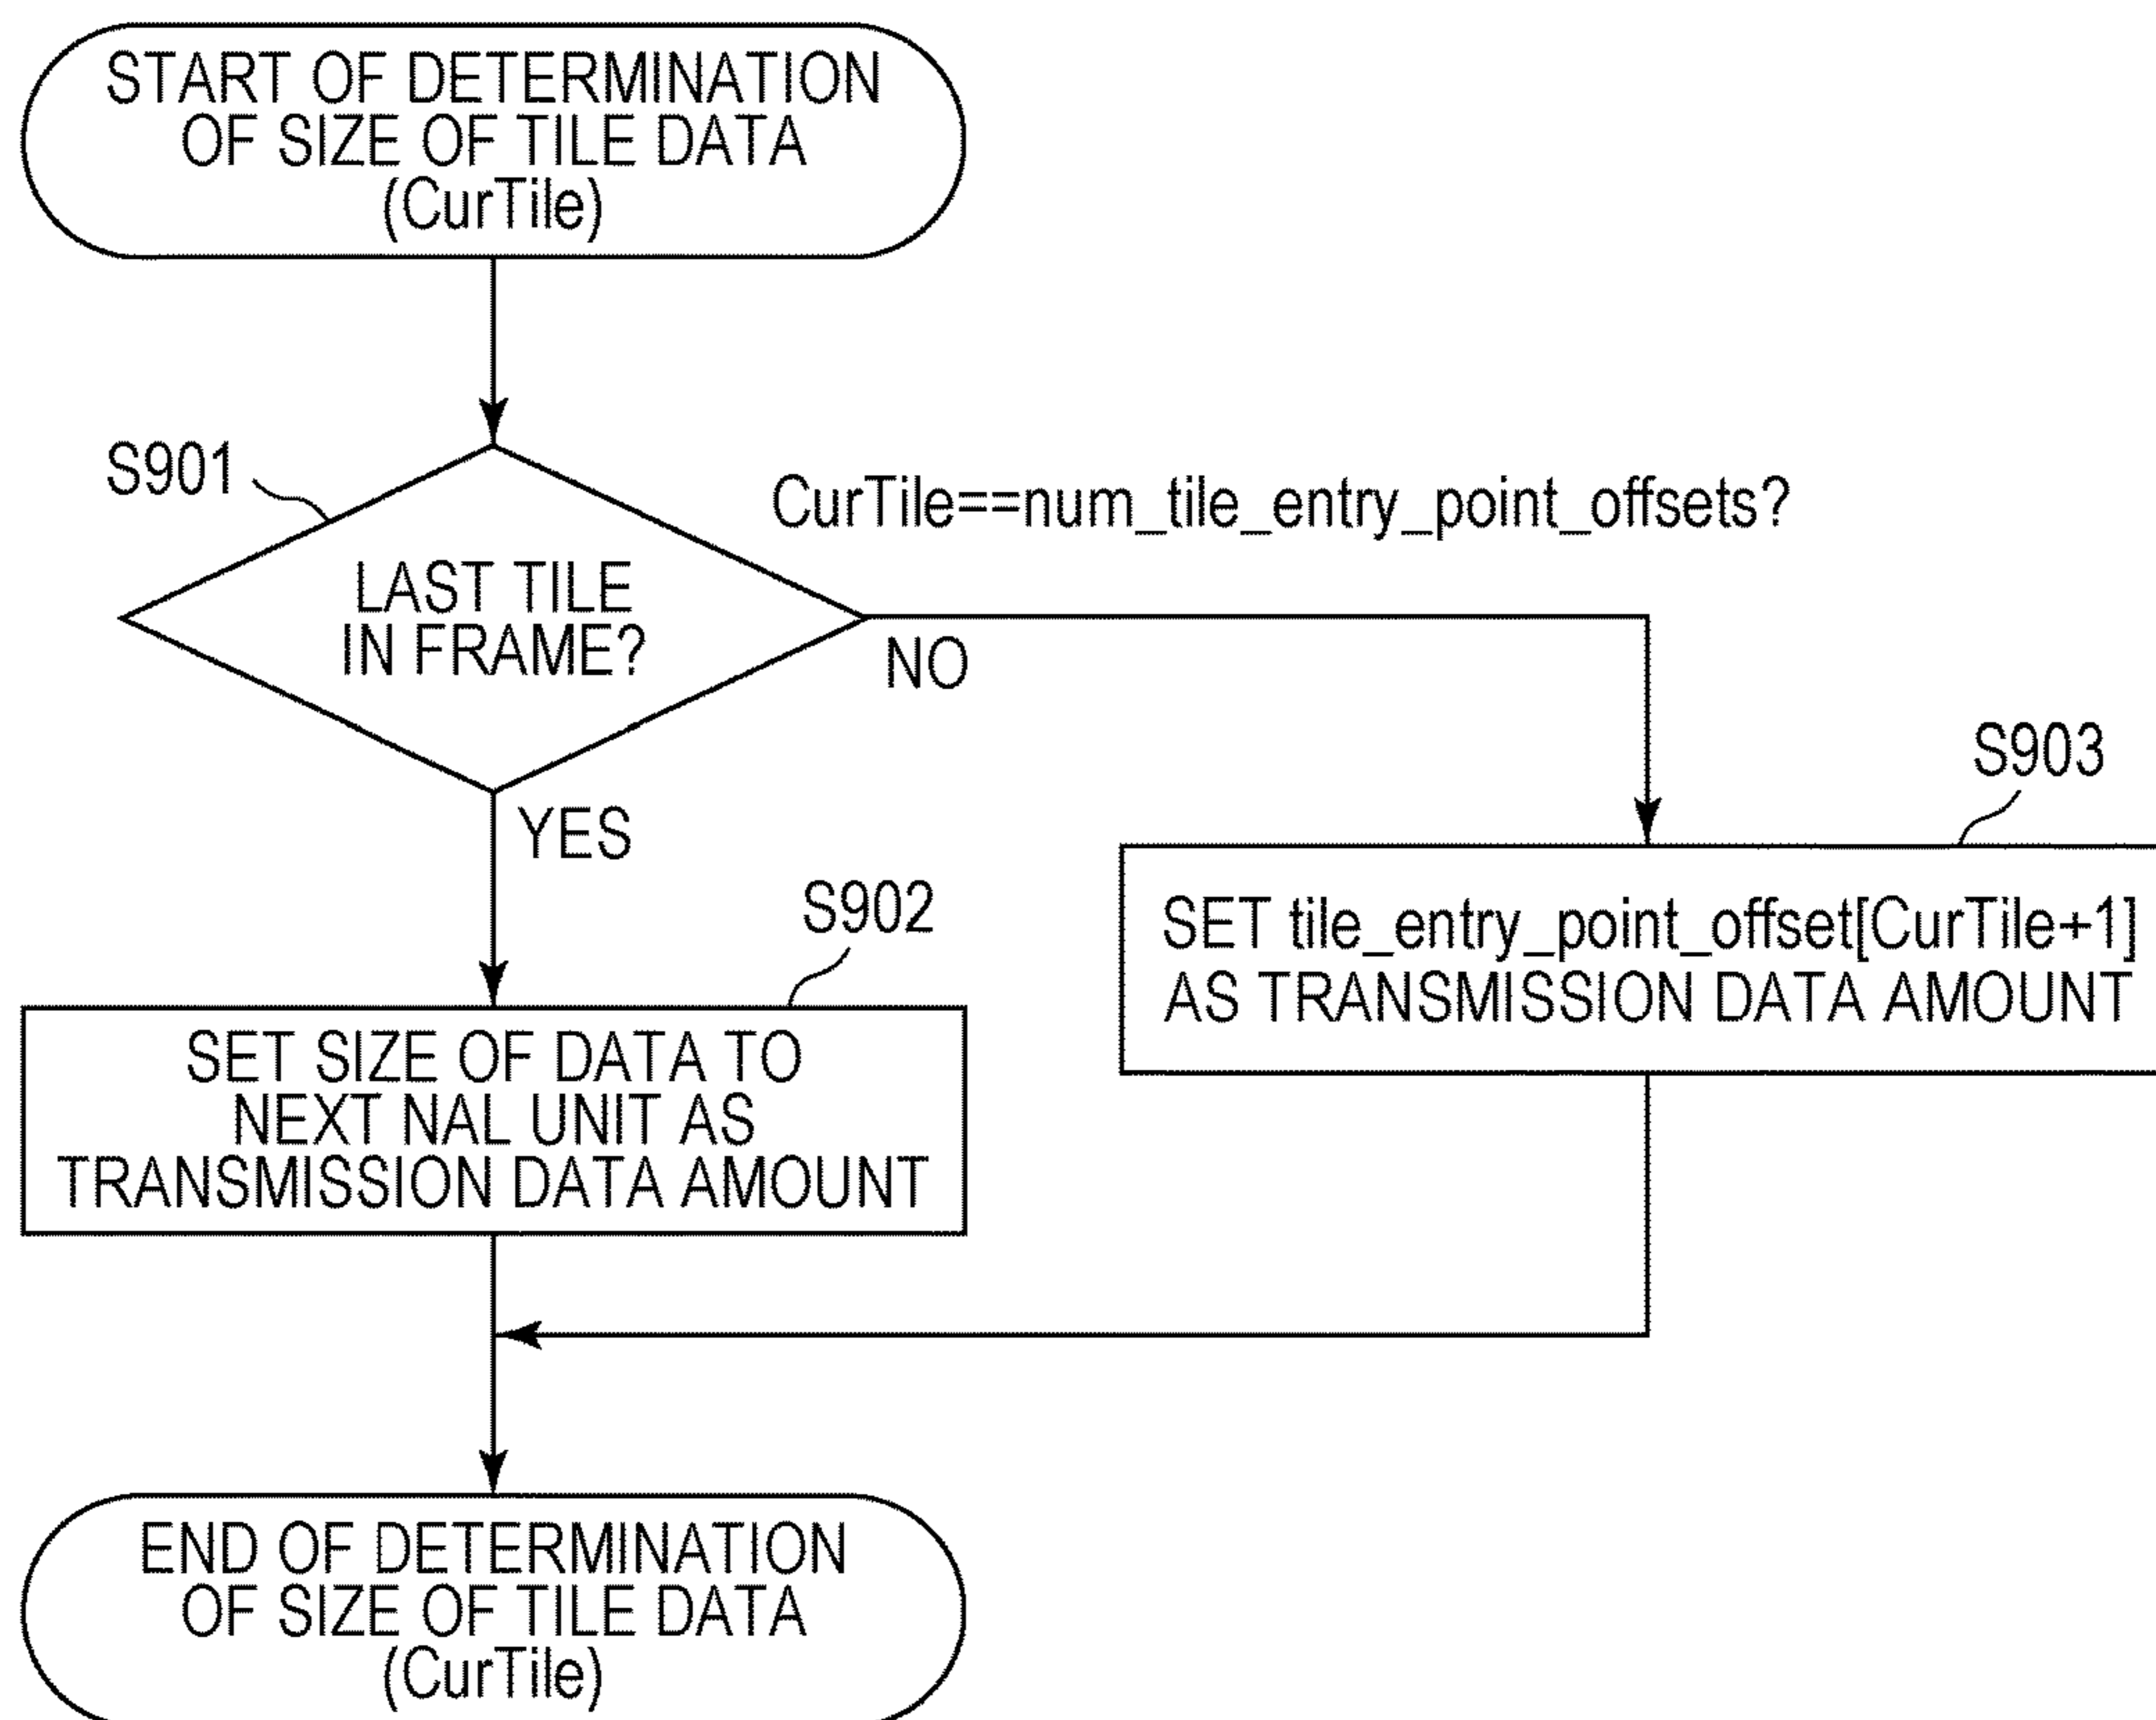 START OF DETERMINATION
OF SIZE OF TILE DATA
(CurTile)
S901
CurTile==num_tile_entry_point_offsets?
LAST TILE
IN FRAME?
NO
YES
S903
SET tile_entry_point_offset[CurTile+1]
AS TRANSMISSION DATA AMOUNT
S902
SET SIZE OF DATA TO
NEXT NAL UNIT AS
TRANSMISSION DATA AMOUNT
END OF DETERMINATION
OF SIZE OF TILE DATA
(CurTile)